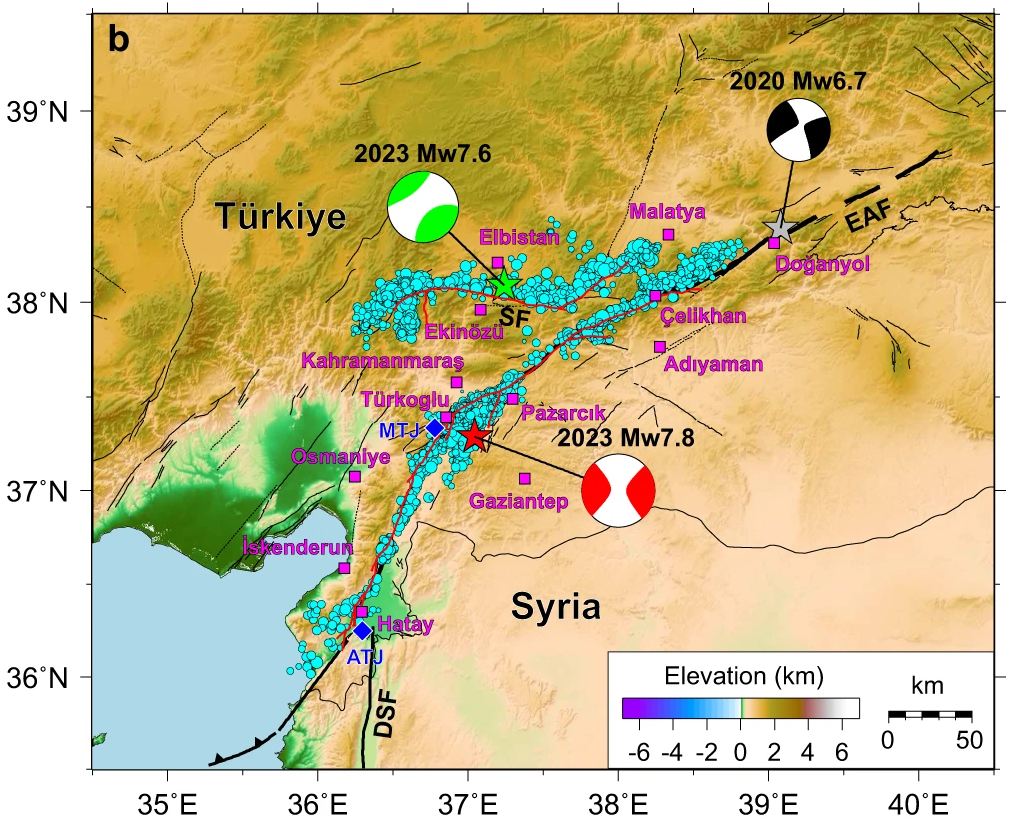 b
2020 Mw6.7
39°N
2023 Mw7.6
Malatya
Türkiye
EAF
Elbistan
Doğanyol
38°N
SF
Çelikhan
Ekinözü
Kahramanmaraş
Adıyaman
Türkoglu
Pazarcık
MTJ
2023 Mw7.8
Osmaniye
37°N
Gaziantep
İskenderun
Syria
Hatay
ATJ
36°N
Elevation (km)
km
DSF
-6 -4 -2 0 2 4 6
0 50
35°E 36°E 37°E 38°E 39°E 40°E